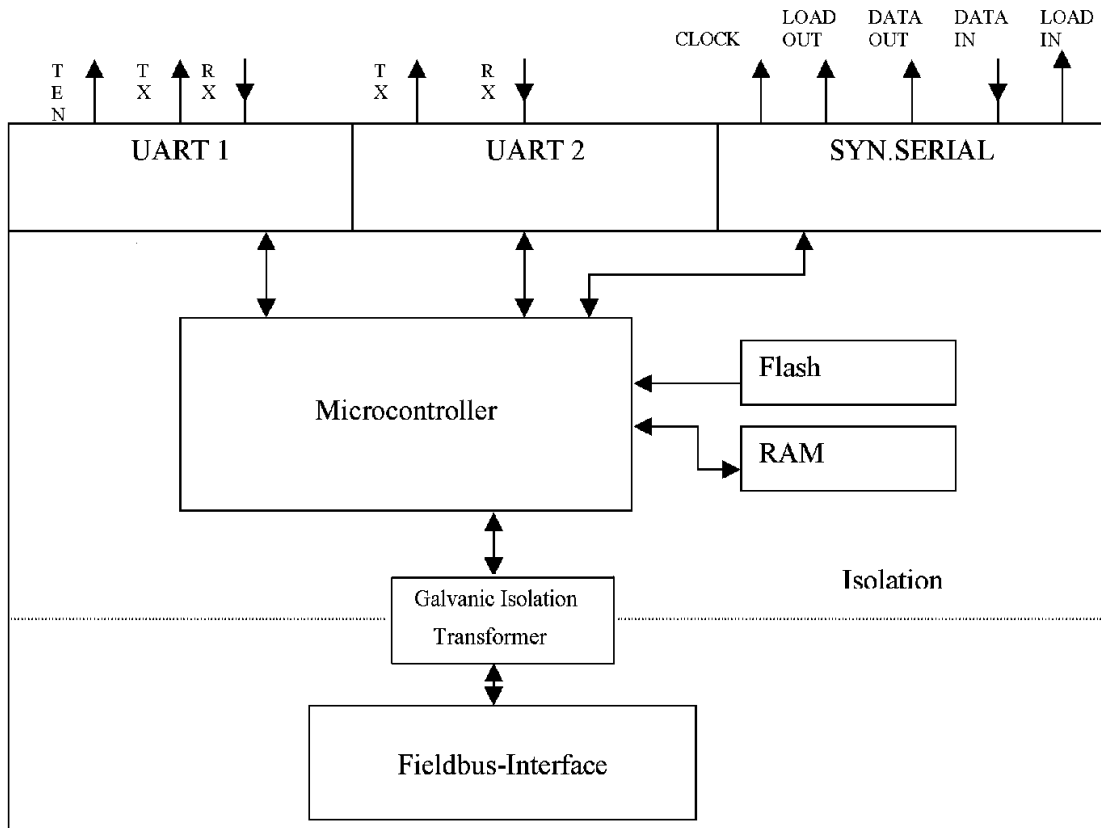 LOAD DATA DATA LOAD
CLOCK OUT OUT IN IN
T T R T R
E X X X X
N
UART 1 UART 2 SYN.SERIAL
Flash
Microcontroller
RAM
Isolation
Galvanic Isolation
Transformer
Fieldbus-Interface